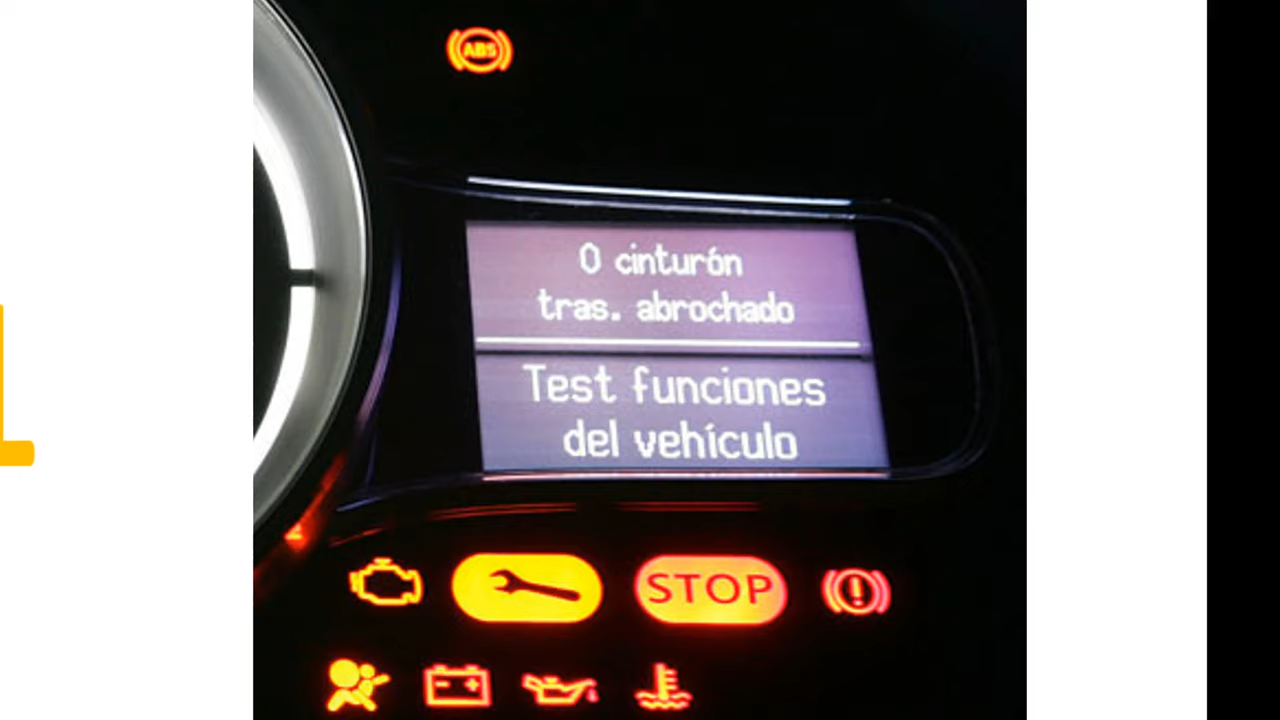 ABS
0 cinturón
tras. abrochado
Test funciones
del vehículo
STOP